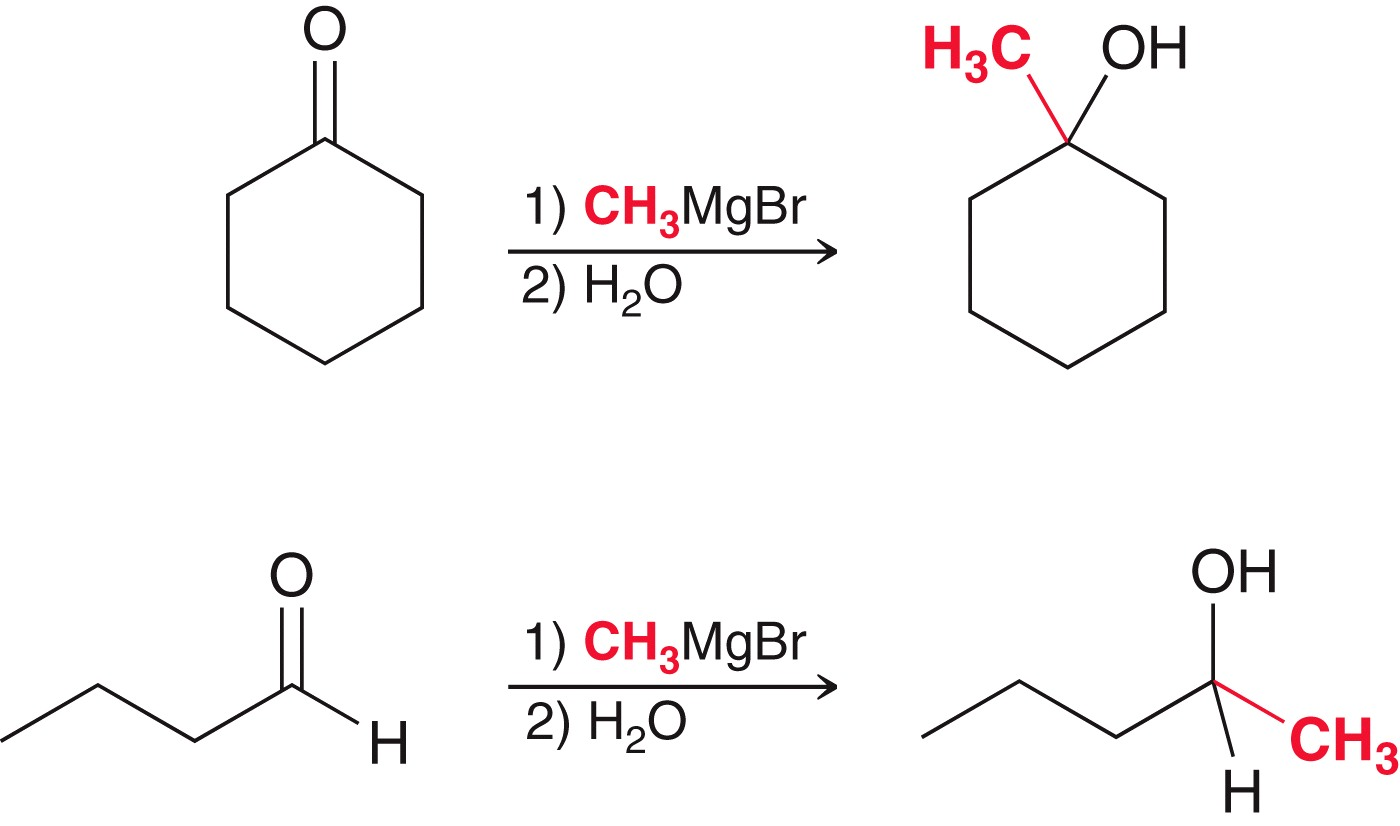 O
H₃C OH
1) CH₃MgBr
2) H₂O
O
OH
1) CH₃MgBr
2) H₂O
H
CH₃
H